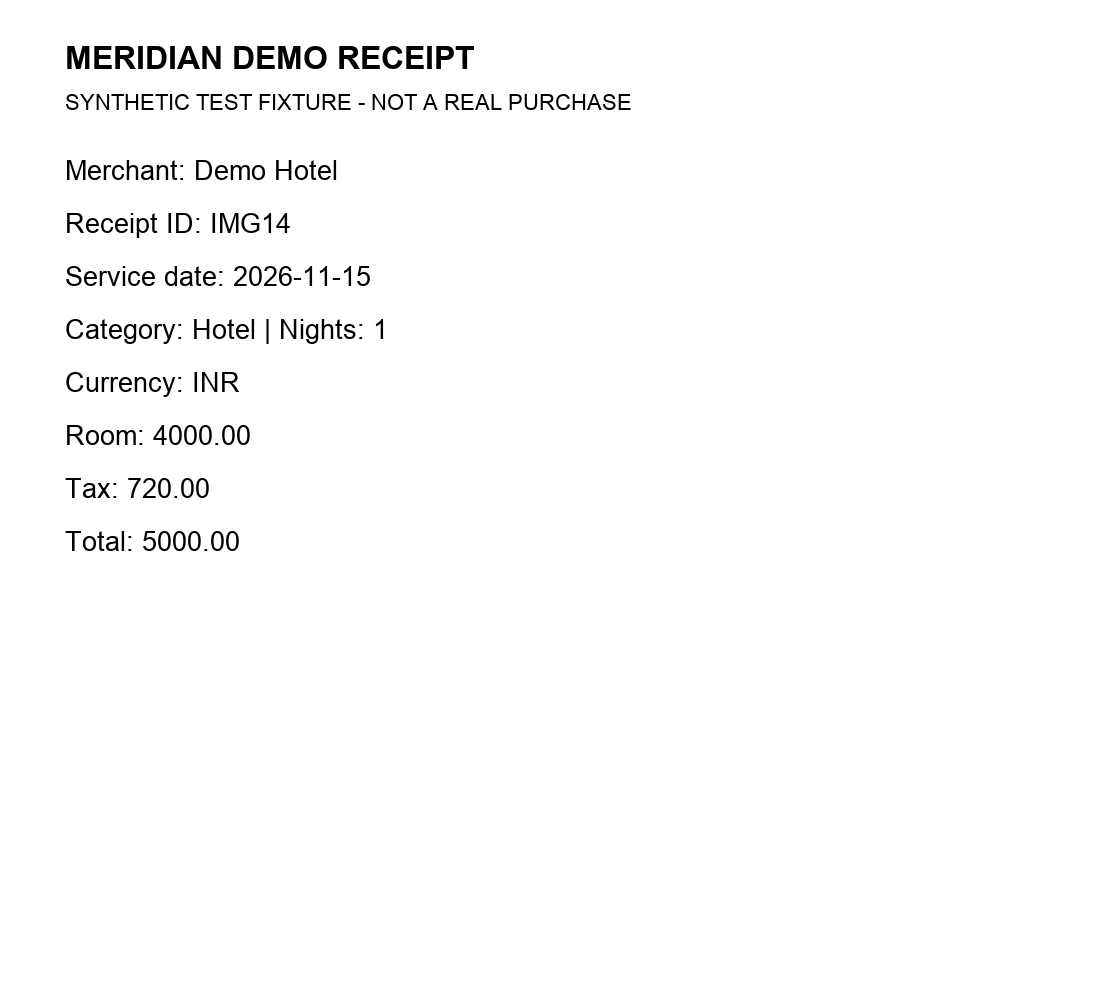 MERIDIAN DEMO RECEIPT
SYNTHETIC TEST FIXTURE - NOT A REAL PURCHASE
Merchant: Demo Hotel
Receipt ID: IMG14
Service date: 2026-11-15
Category: Hotel | Nights: 1
Currency: INR
Room: 4000.00
Tax: 720.00
Total: 5000.00